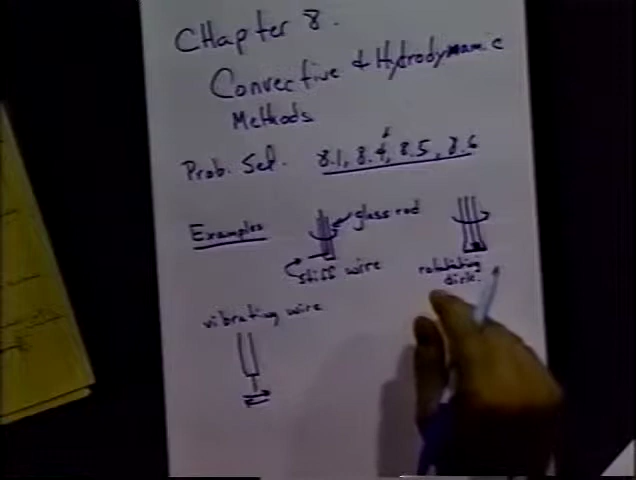 CHapter 8.
Convective & Hydrodynamic
Methods
Prob. Set. 8.1, 8.4, 8.5, 8.6
Examples
glass rod
stiff wire
rotating
disk.
vibrating wire